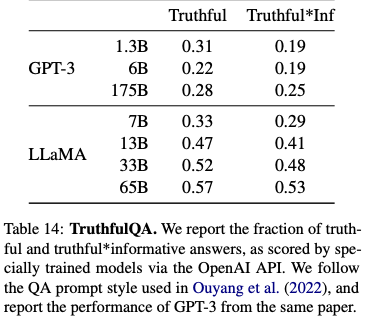 Truthful Truthful*Inf
1.3B 0.31 0.19
GPT-3 6B 0.22 0.19
175B 0.28 0.25
7B 0.33 0.29
13B 0.47 0.41
LLaMA
33B 0.52 0.48
65B 0.57 0.53
Table 14: TruthfulQA. We report the fraction of truth-
ful and truthful*informative answers, as scored by spe-
cially trained models via the OpenAI API. We follow
the QA prompt style used in Ouyang et al. (2022), and
report the performance of GPT-3 from the same paper.